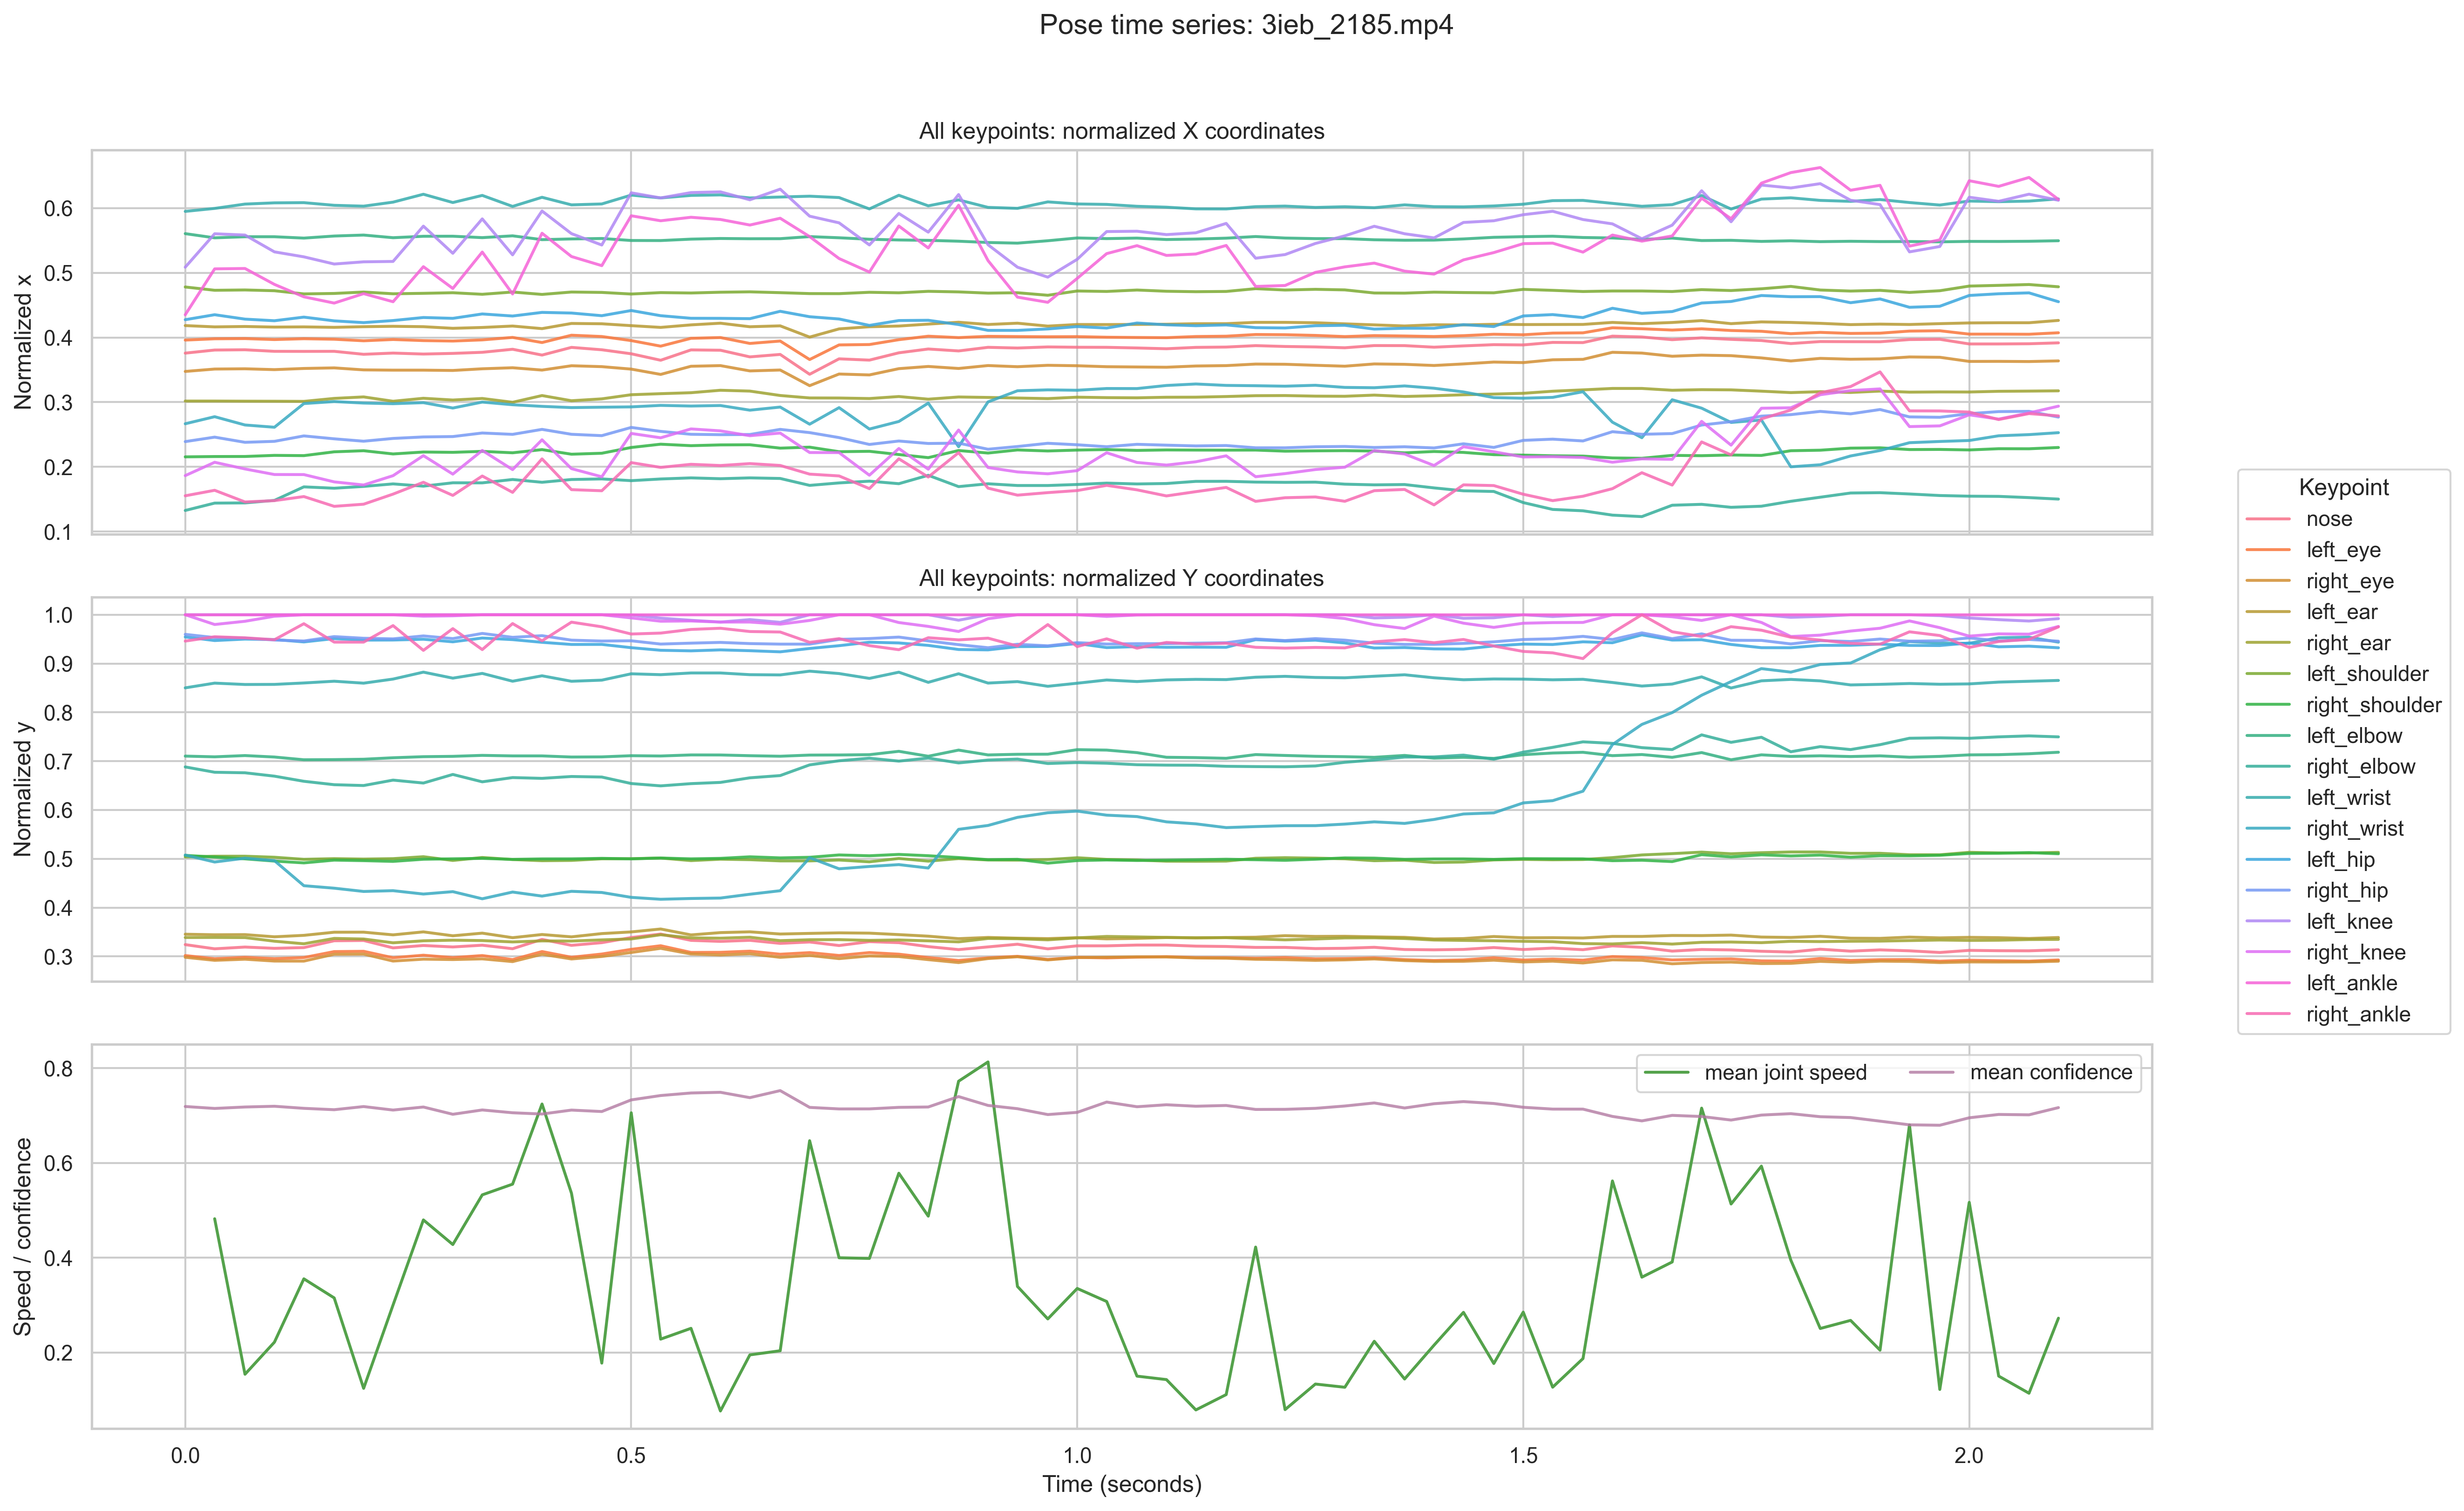 Pose time series: 3ieb_2185.mp4
All keypoints: normalized X coordinates
Normalized x
0.6
0.5
0.4
0.3
0.2
0.1
All keypoints: normalized Y coordinates
Normalized y
1.0
0.9
0.8
0.7
0.6
0.5
0.4
0.3
Keypoint
nose
left_eye
right_eye
left_ear
right_ear
left_shoulder
right_shoulder
left_elbow
right_elbow
left_wrist
right_wrist
left_hip
right_hip
left_knee
right_knee
left_ankle
right_ankle
Speed / confidence
0.8
0.6
0.4
0.2
mean joint speed mean confidence
0.0 0.5 1.0 1.5 2.0
Time (seconds)